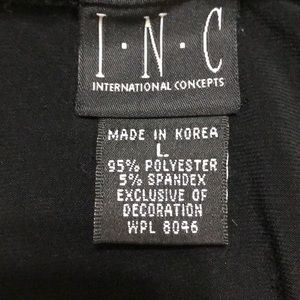 I·N·C
INTERNATIONAL CONCEPTS
MADE IN KOREA
L
95% POLYESTER
5% SPANDEX
EXCLUSIVE OF
DECORATION
WPL 8046